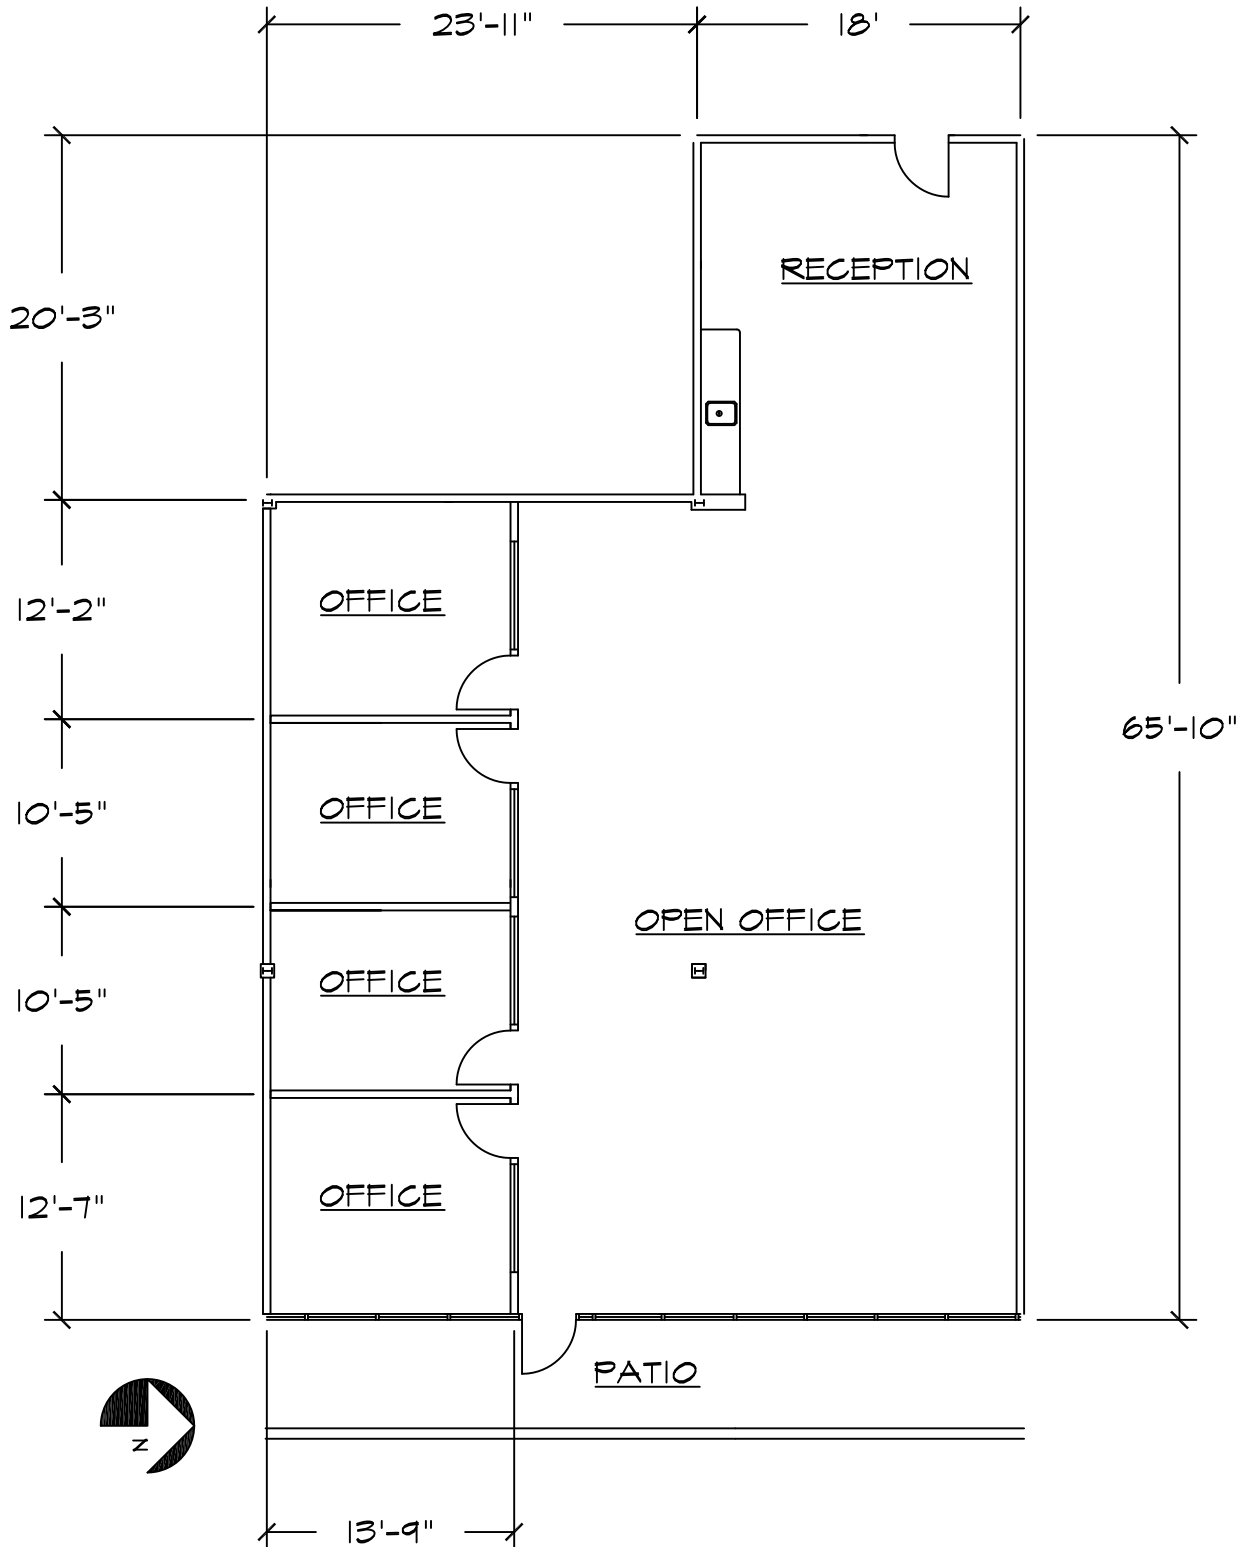 23'-11"
18'
RECEPTION
20'-3"
OFFICE
12'-2"
65'-10"
OFFICE
10'-5"
OPEN OFFICE
OFFICE
10'-5"
OFFICE
12'-7"
PATIO
N
13'-9"